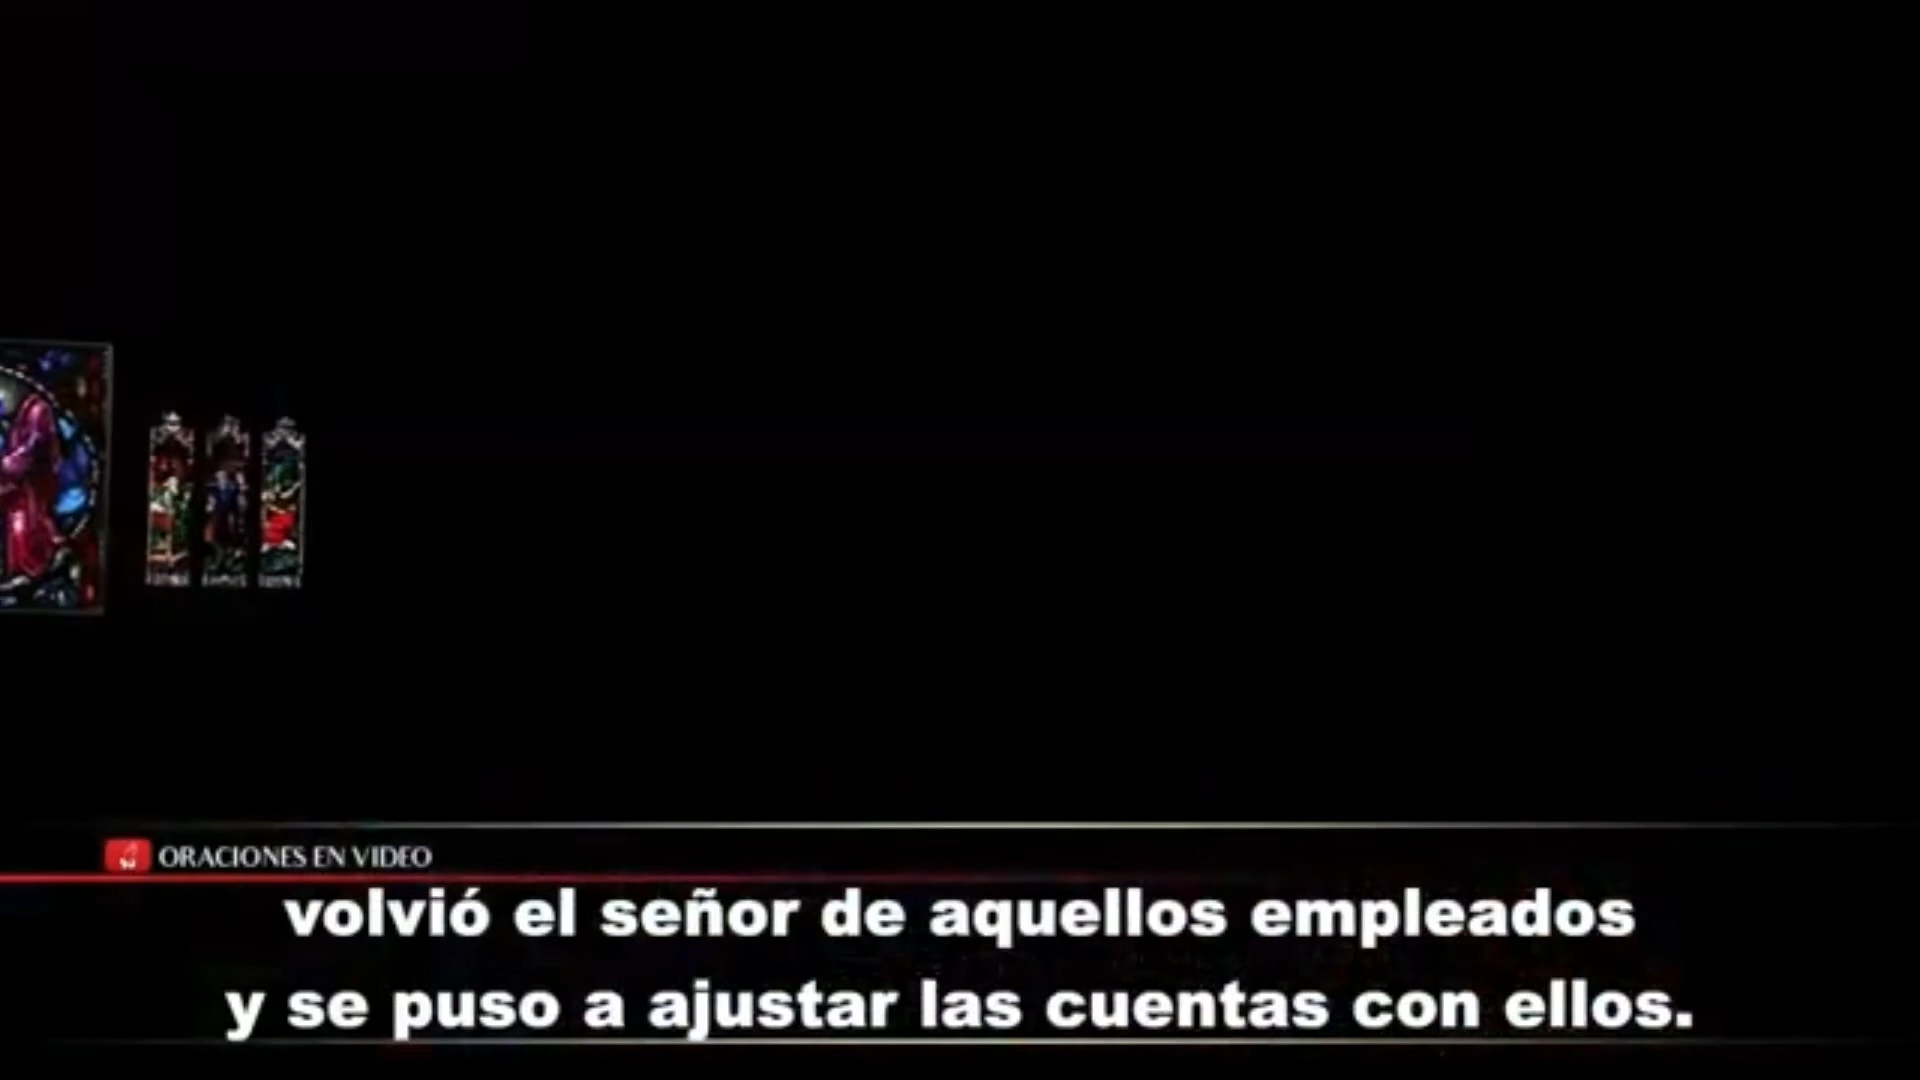 ORACIONES EN VIDEO
volvió el señor de aquellos empleados
y se puso a ajustar las cuentas con ellos.